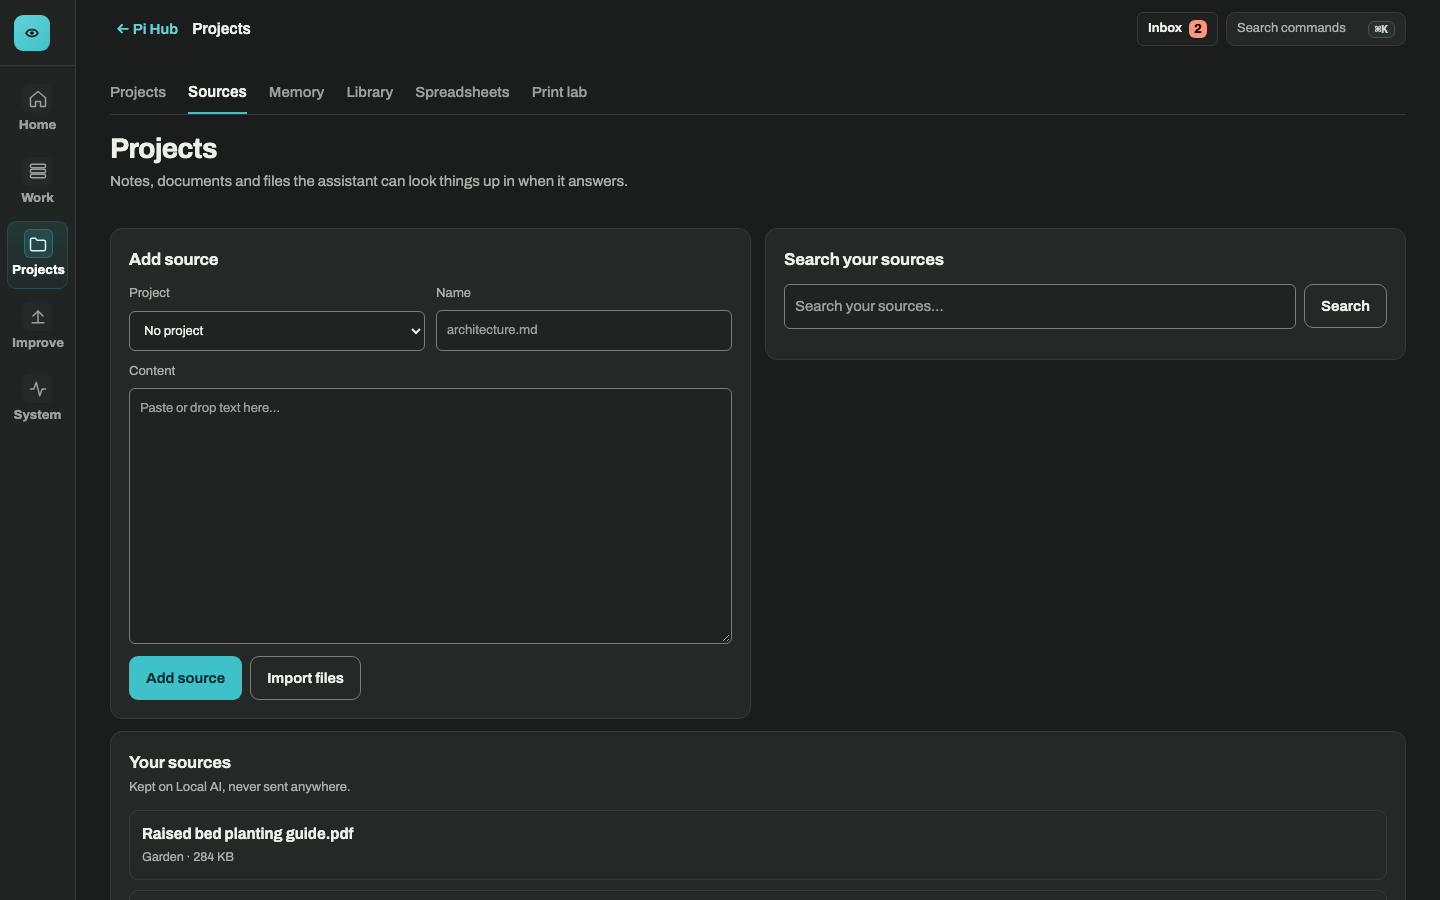 ← Pi Hub
Projects
Inbox 2
Search commands ⌘K
Home
Work
Projects
Improve
System
Projects
Sources
Memory
Library
Spreadsheets
Print lab
Projects
Notes, documents and files the assistant can look things up in when it answers.
Add source
Project
Name
No project
architecture.md
Content
Paste or drop text here...
Add source
Import files
Search your sources
Search your sources...
Search
Your sources
Kept on Local AI, never sent anywhere.
Raised bed planting guide.pdf
Garden · 284 KB